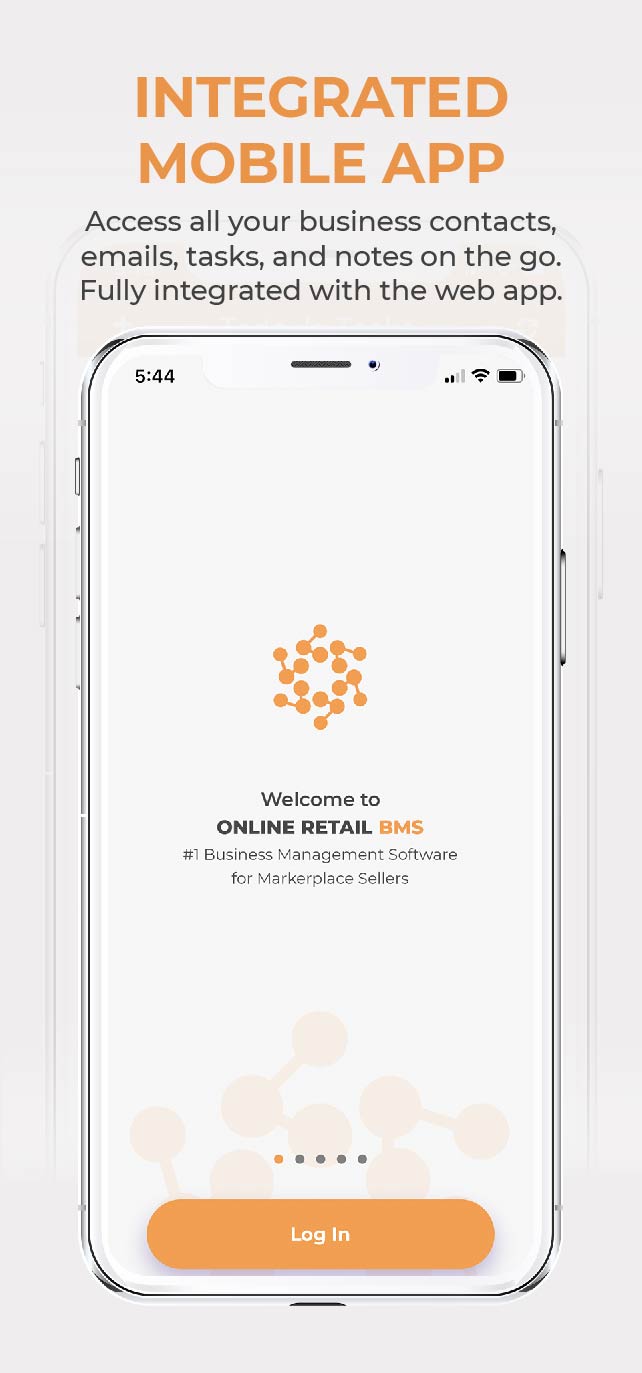 INTEGRATED
MOBILE APP
Access all your business contacts,
emails, tasks, and notes on the go.
Fully integrated with the web app.
5:44
Welcome to
ONLINE RETAIL BMS
#1 Business Management Software
for Markerplace Sellers
Log In